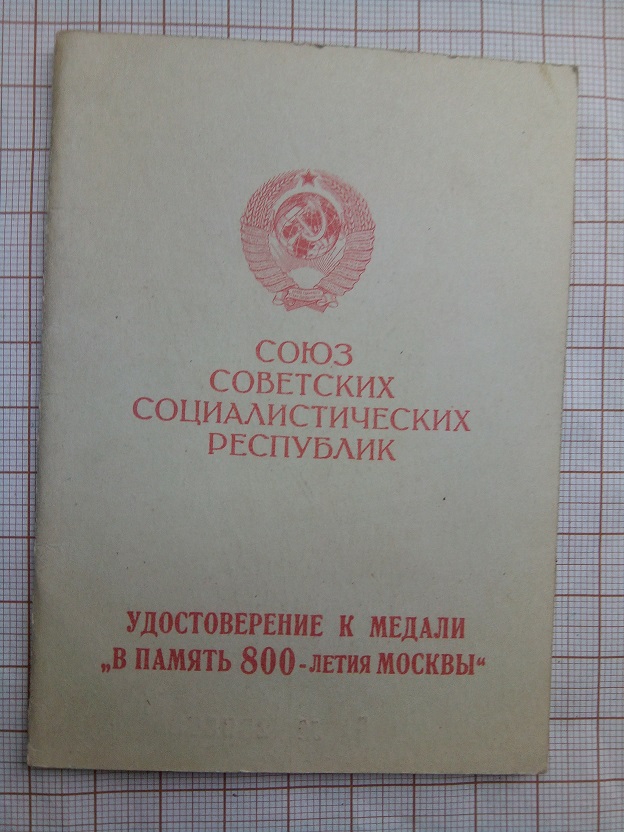 СОЮЗ
СОВЕТСКИХ
СОЦИАЛИСТИЧЕСКИХ
РЕСПУБЛИК
УДОСТОВЕРЕНИЕ К МЕДАЛИ
„В ПАМЯТЬ 800-ЛЕТИЯ МОСКВЫ“